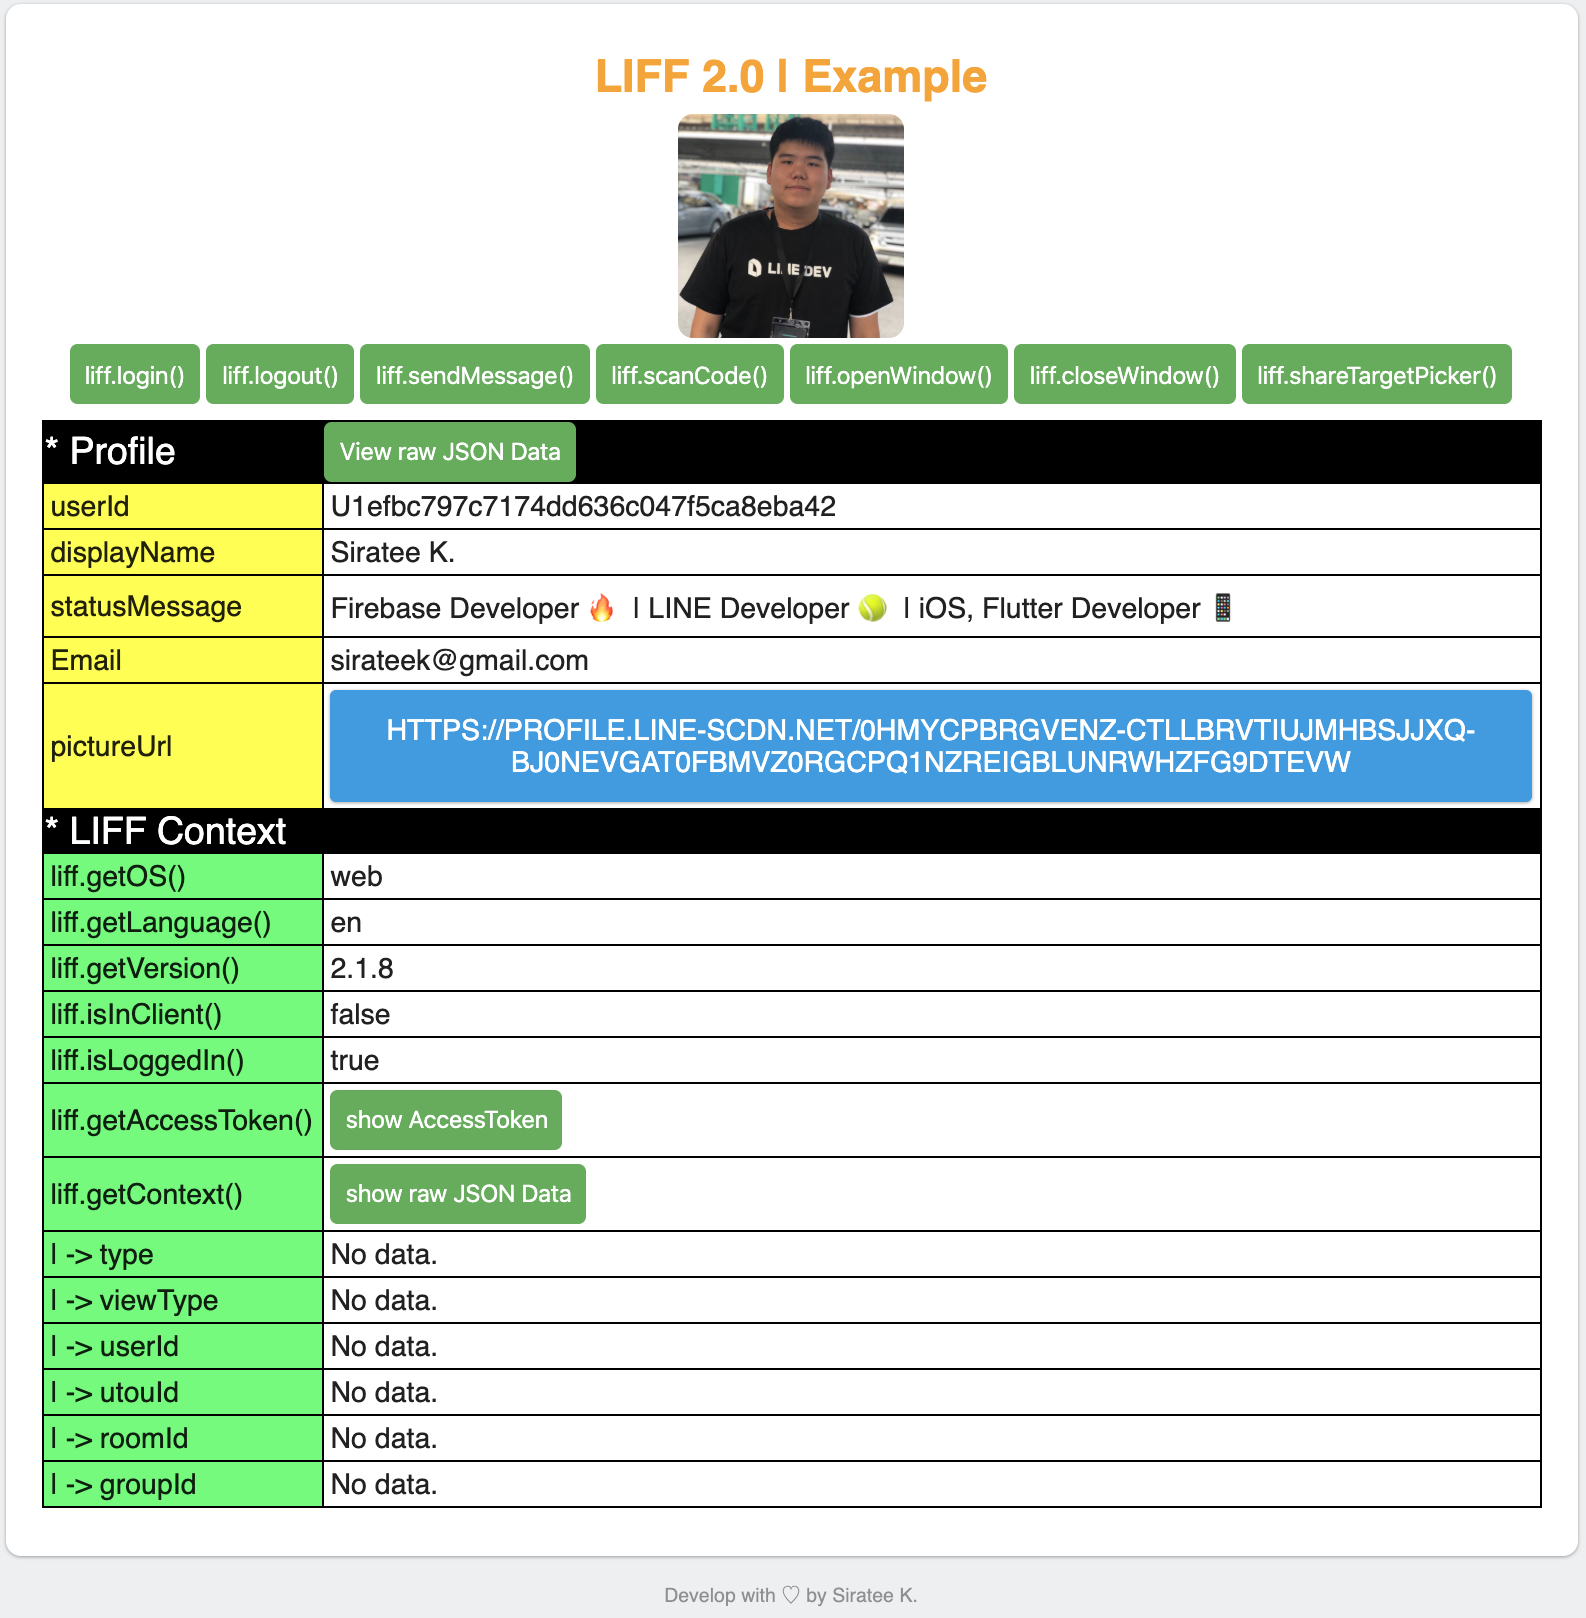 LIFF 2.0 | Example
LINE DEV
liff.login() liff.logout() liff.sendMessage() liff.scanCode() liff.openWindow() liff.closeWindow() liff.shareTargetPicker()
* Profile View raw JSON Data
userId U1efbc797c7174dd636c047f5ca8eba42
displayName Siratee K.
statusMessage Firebase Developer 🔥 | LINE Developer 🎾 | iOS, Flutter Developer 📱
Email sirateek@gmail.com
pictureUrl HTTPS://PROFILE.LINE-SCDN.NET/0HMYCPBRGVENZ-CTLLBRVTIUJMHBSJJXQ-
BJ0NEVGAT0FBMVZ0RGCPQ1NZREIGBLUNRWHZFG9DTEVW
* LIFF Context
liff.getOS() web
liff.getLanguage() en
liff.getVersion() 2.1.8
liff.isInClient() false
liff.isLoggedIn() true
liff.getAccessToken() show AccessToken
liff.getContext() show raw JSON Data
| -> type No data.
| -> viewType No data.
| -> userId No data.
| -> utouId No data.
| -> roomId No data.
| -> groupId No data.
Develop with ♡ by Siratee K.